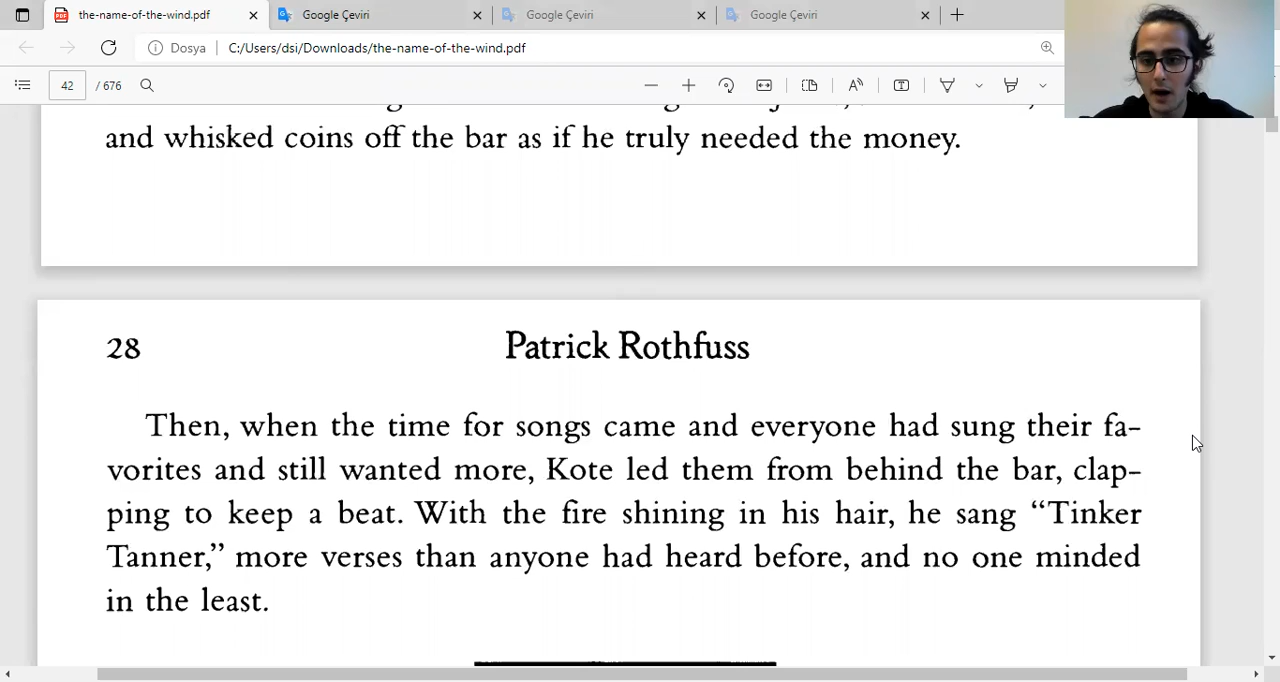 the-name-of-the-wind.pdf
Google Çeviri
Google Çeviri
Google Çeviri
Dosya
C:/Users/dsi/Downloads/the-name-of-the-wind.pdf
42 / 676
and whisked coins off the bar as if he truly needed the money.
28
Patrick Rothfuss
Then, when the time for songs came and everyone had sung their fa-
vorites and still wanted more, Kote led them from behind the bar, clap-
ping to keep a beat. With the fire shining in his hair, he sang “Tinker
Tanner,” more verses than anyone had heard before, and no one minded
in the least.